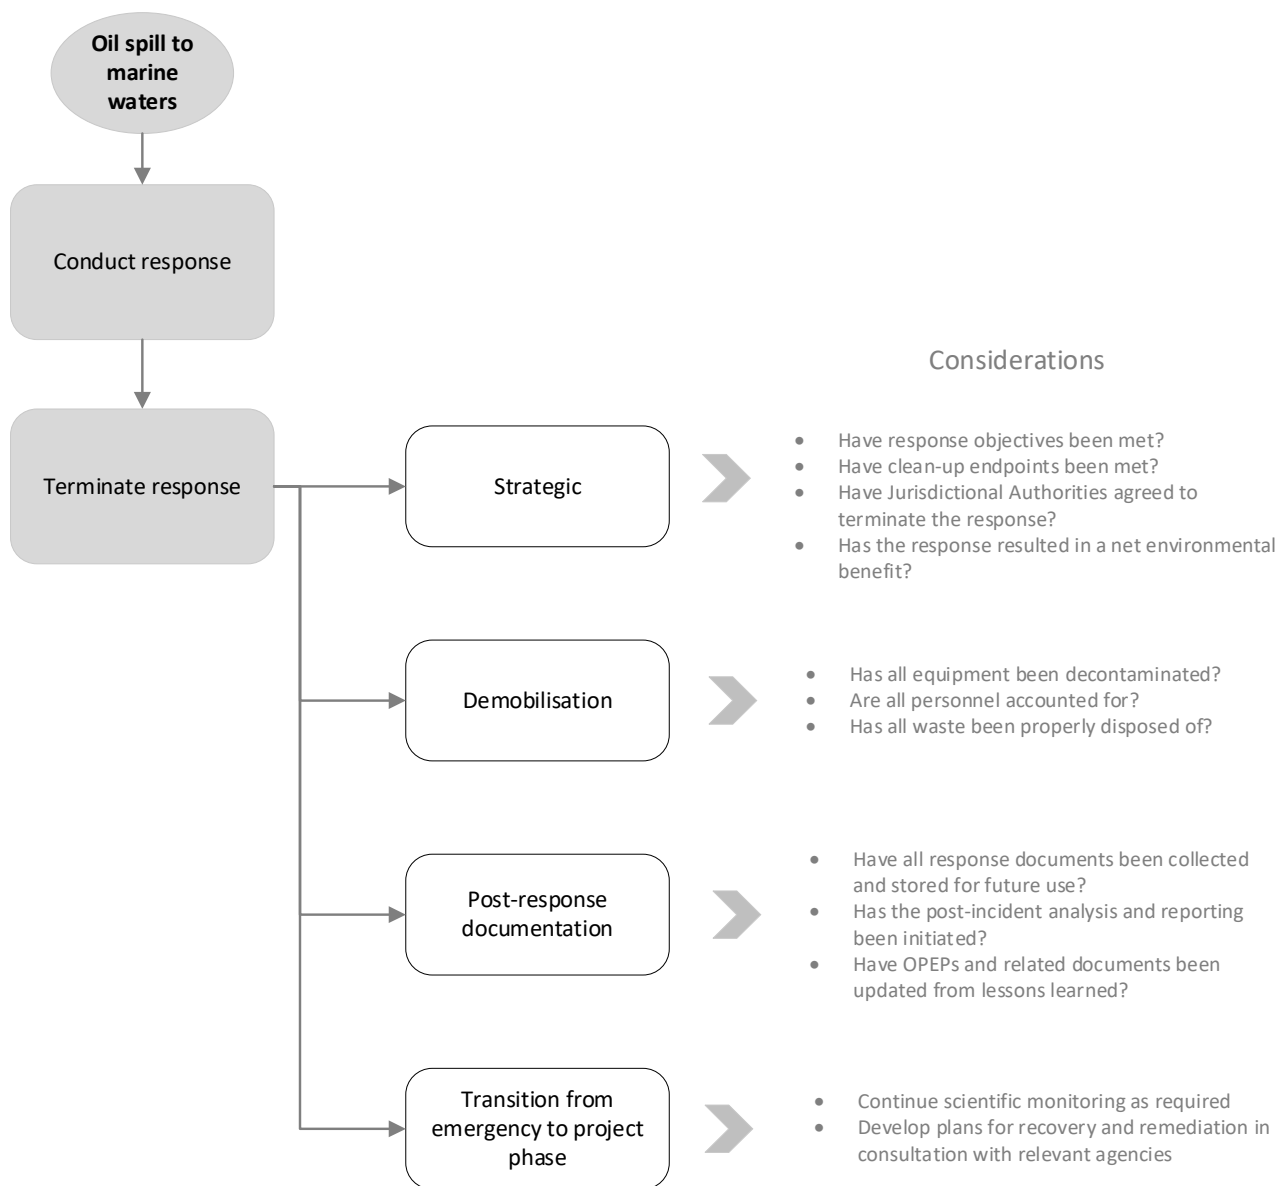 Oil spill to
marine
waters
Conduct response
Terminate response
Considerations
Strategic
• Have response objectives been met?
• Have clean-up endpoints been met?
• Have Jurisdictional Authorities agreed to
terminate the response?
• Has the response resulted in a net environmental
benefit?
Demobilisation
• Has all equipment been decontaminated?
• Are all personnel accounted for?
• Has all waste been properly disposed of?
Post-response
documentation
• Have all response documents been collected
and stored for future use?
• Has the post-incident analysis and reporting
been initiated?
• Have OPEPs and related documents been
updated from lessons learned?
Transition from
emergency to project
phase
• Continue scientific monitoring as required
• Develop plans for recovery and remediation in
consultation with relevant agencies